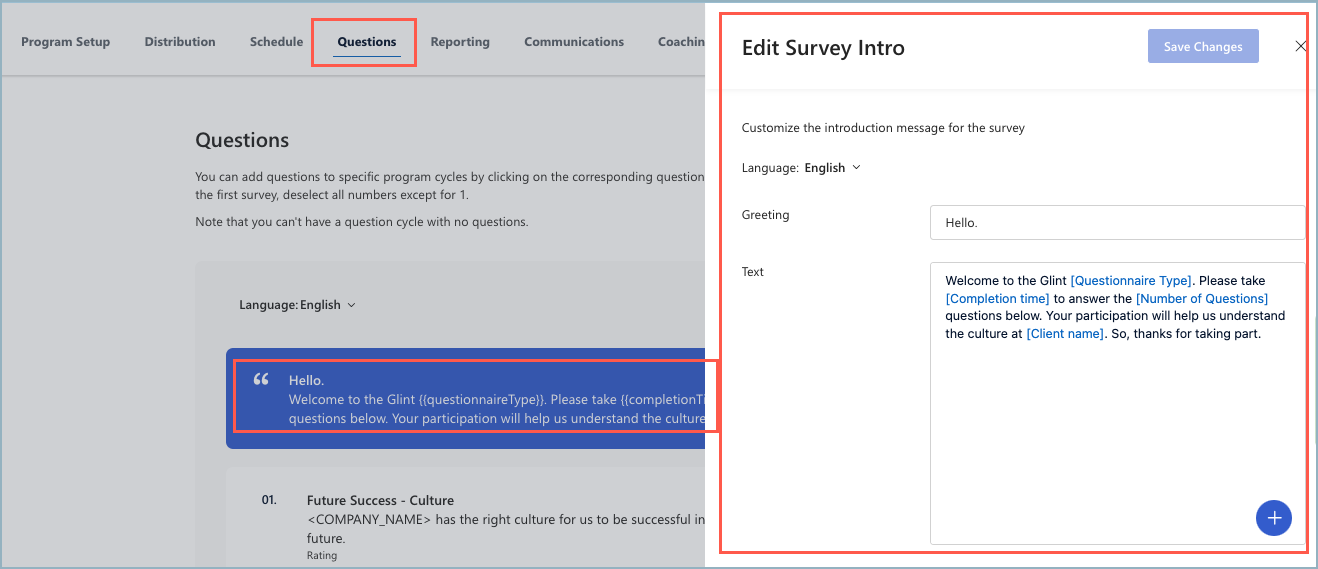 Program Setup Distribution Schedule Questions Reporting Communications Coachin
Questions
You can add questions to specific program cycles by clicking on the corresponding question
the first survey, deselect all numbers except for 1.
Note that you can't have a question cycle with no questions.
Language: English
Hello.
Welcome to the Glint {{questionnaireType}}. Please take {{completionTi
questions below. Your participation will help us understand the culture
01. Future Success - Culture
<COMPANY_NAME> has the right culture for us to be successful in
future.
Rating
Edit Survey Intro
Save Changes
Customize the introduction message for the survey
Language: English
Greeting
Hello.
Text
Welcome to the Glint [Questionnaire Type]. Please take
[Completion time] to answer the [Number of Questions]
questions below. Your participation will help us understand
the culture at [Client name]. So, thanks for taking part.